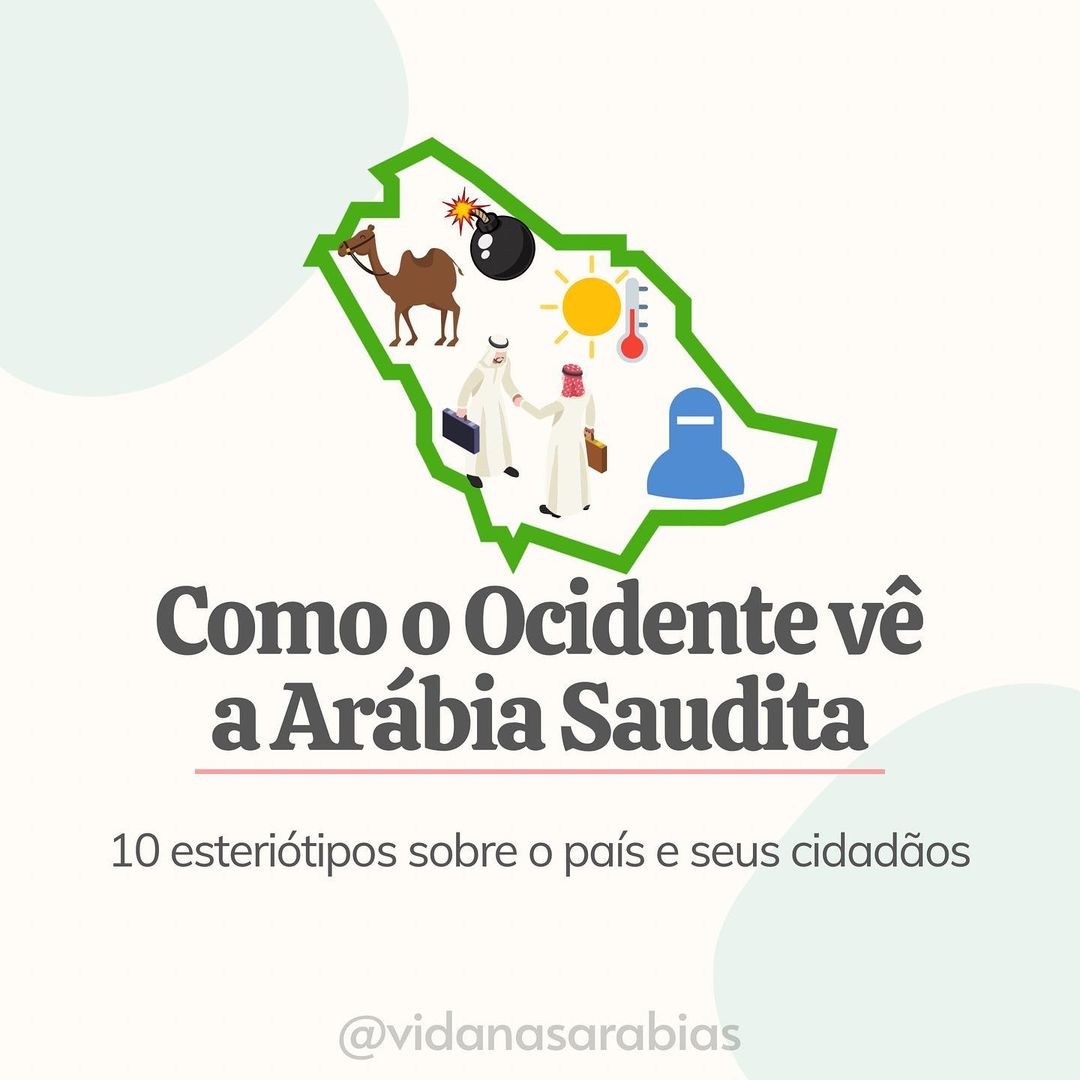 Como o Ocidente vê
a Arábia Saudita
10 esteriótipos sobre o país e seus cidadãos
@vidanasarabias